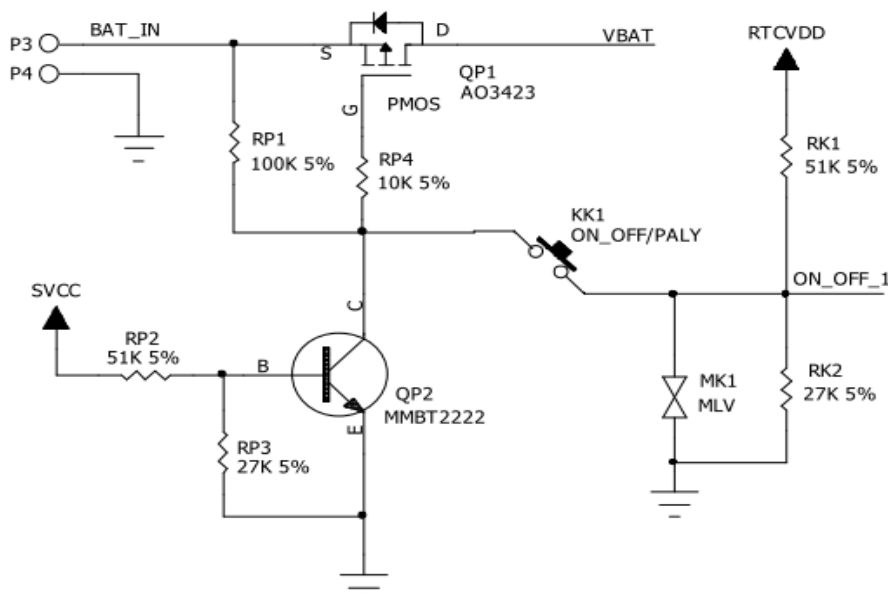 BAT_IN
P3
P4
S
D
VBAT
RTCVDD
QP1
AO3423
PMOS
G
RP1
100K 5%
RP4
10K 5%
RK1
51K 5%
KK1
ON_OFF/PALY
ON_OFF_1
SVCC
RP2
51K 5%
B
C
E
QP2
MMBT2222
RP3
27K 5%
MK1
MLV
RK2
27K 5%